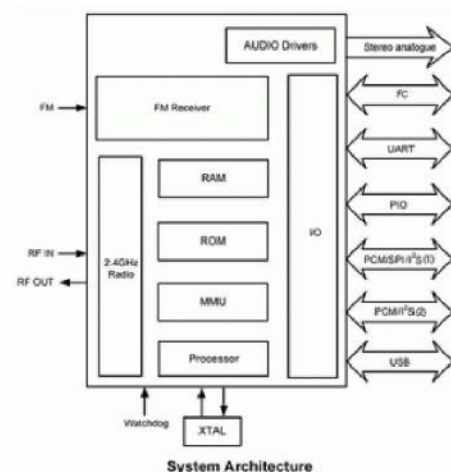 AUDIO Drivers
Stereo analogue
FM
FM Receiver
I²C
UART
RAM
ROM
I/O
PIO
RF IN
RF OUT
2.4GHz
Radio
PCM/SPI/I²S(1)
MMU
PCM/I²S(2)
Processor
USB
Watchdog
XTAL
System Architecture